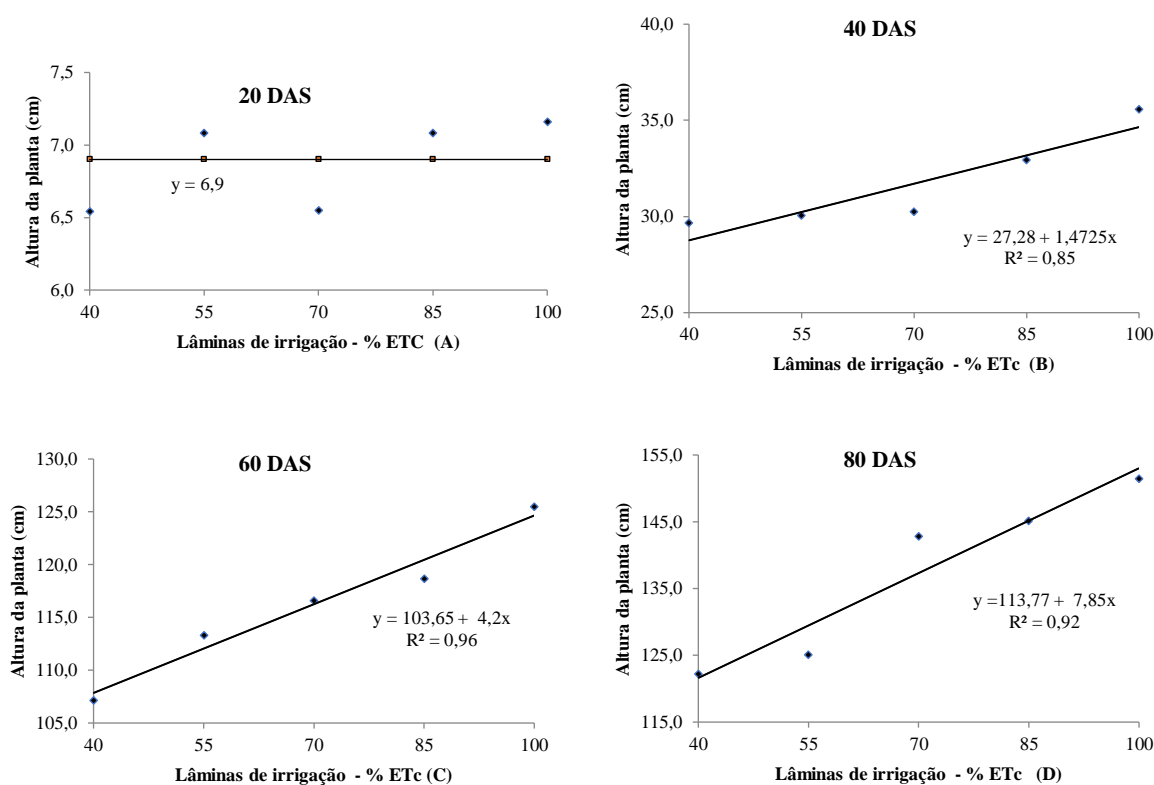 20 DAS
Altura da planta (cm)
7,5
7,0
6,5
6,0
y = 6,9
40 55 70 85 100
Lâminas de irrigação - % ETC (A)
40 DAS
Altura da planta (cm)
40,0
35,0
30,0
25,0
y = 27,28 + 1,4725x
R² = 0,85
40 55 70 85 100
Lâminas de irrigação - % ETc (B)
60 DAS
Altura da planta (cm)
130,0
125,0
120,0
115,0
110,0
105,0
y = 103,65 + 4,2x
R² = 0,96
40 55 70 85 100
Lâminas de irrigação - % ETc (C)
80 DAS
Altura da planta (cm)
155,0
145,0
135,0
125,0
115,0
y =113,77 + 7,85x
R² = 0,92
40 55 70 85 100
Lâminas de irrigação - % ETc (D)